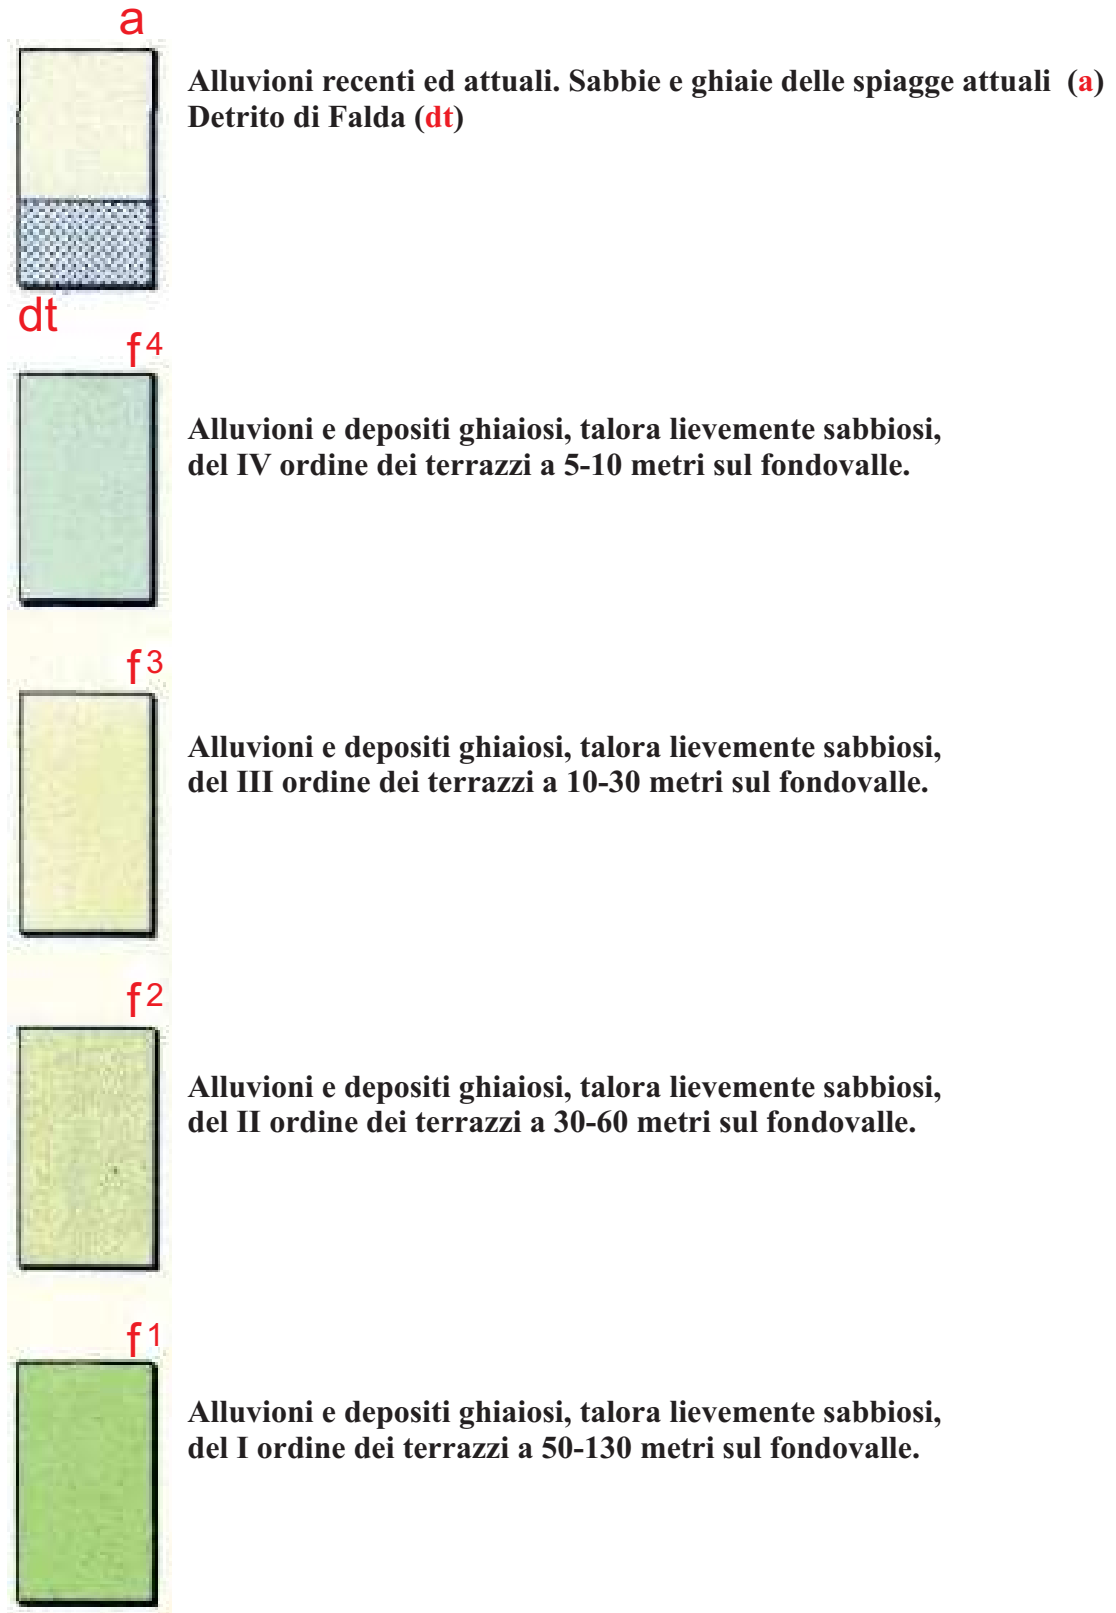 a
Alluvioni recenti ed attuali. Sabbie e ghiaie delle spiagge attuali (a)
Detrito di Falda (dt)
dt
f4
Alluvioni e depositi ghiaiosi, talora lievemente sabbiosi,
del IV ordine dei terrazzi a 5-10 metri sul fondovalle.
f3
Alluvioni e depositi ghiaiosi, talora lievemente sabbiosi,
del III ordine dei terrazzi a 10-30 metri sul fondovalle.
f2
Alluvioni e depositi ghiaiosi, talora lievemente sabbiosi,
del II ordine dei terrazzi a 30-60 metri sul fondovalle.
f1
Alluvioni e depositi ghiaiosi, talora lievemente sabbiosi,
del I ordine dei terrazzi a 50-130 metri sul fondovalle.